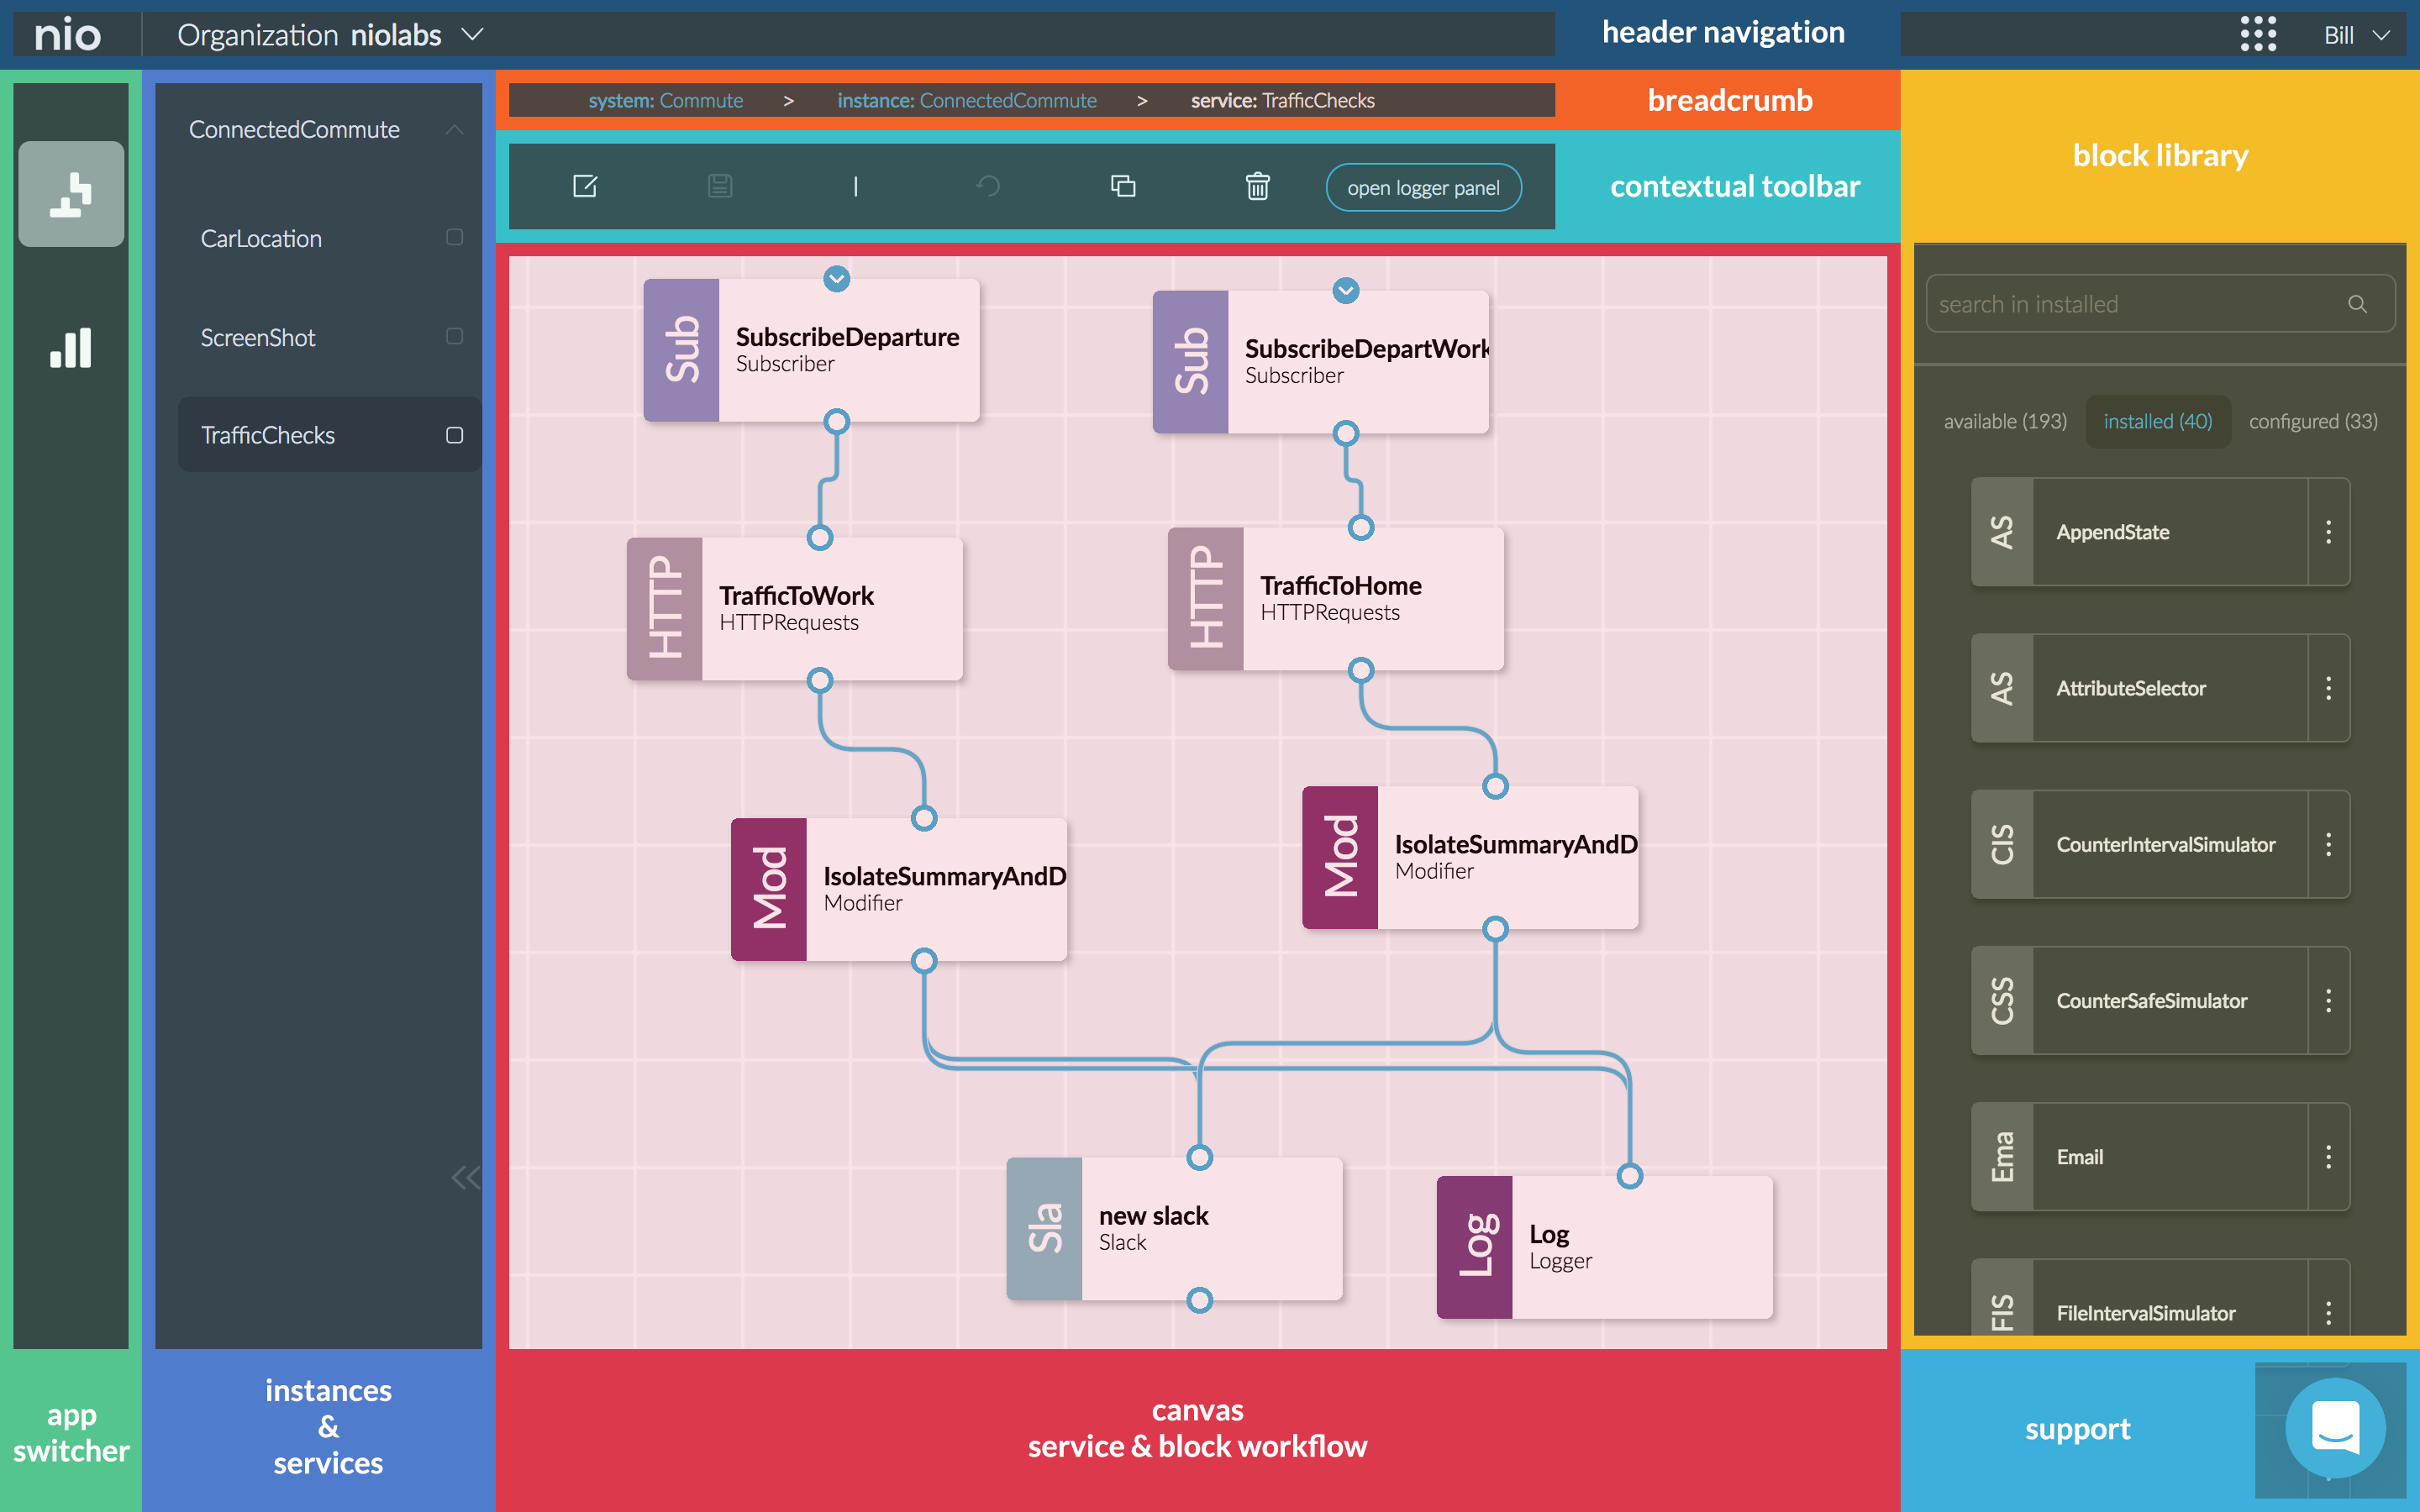 nio
Organization niolabs
header navigation
Bill
system: Commute > instance: ConnectedCommute > service: TrafficChecks
breadcrumb
open logger panel
contextual toolbar
block library
ConnectedCommute
CarLocation
ScreenShot
TrafficChecks
Sub
SubscribeDeparture
Subscriber
Sub
SubscribeDepartWork
Subscriber
HTTP
TrafficToWork
HTTPRequests
HTTP
TrafficToHome
HTTPRequests
Mod
IsolateSummaryAndD
Modifier
Mod
IsolateSummaryAndD
Modifier
Sla
new slack
Slack
Log
Log
Logger
search in installed
available (193)
installed (40)
configured (33)
AS
AppendState
AS
AttributeSelector
CIS
CounterIntervalSimulator
CSS
CounterSafeSimulator
Ema
Email
FIS
FileIntervalSimulator
app
switcher
instances
&
services
canvas
service & block workflow
support